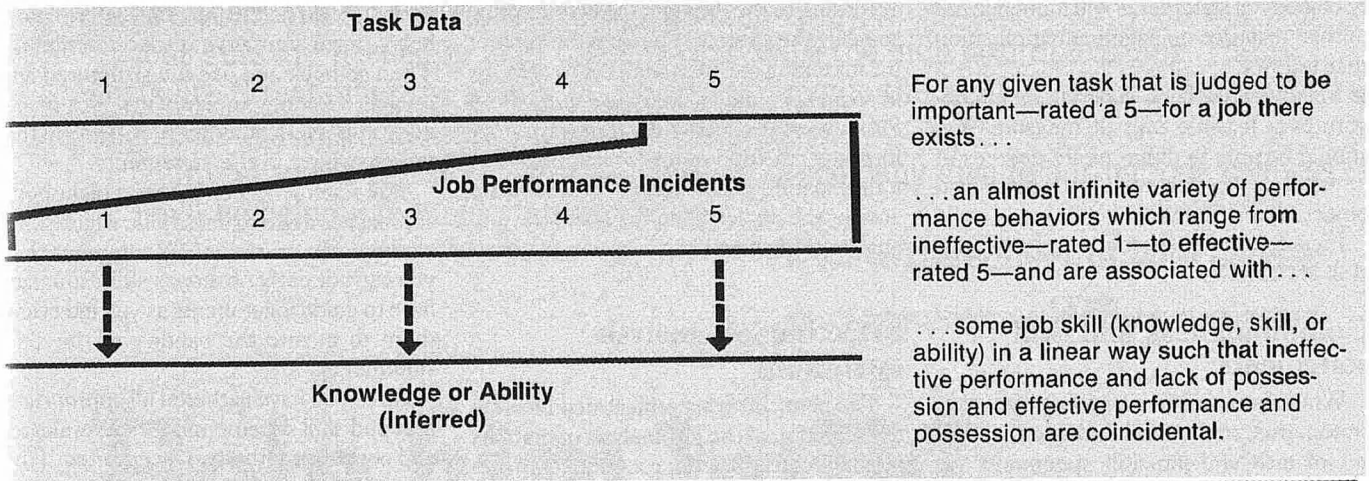 Task Data
1 2 3 4 5
Job Performance Incidents
1 2 3 4 5
Knowledge or Ability
(Inferred)
For any given task that is judged to be
important—rated a 5—for a job there
exists...
...an almost infinite variety of perfor-
mance behaviors which range from
ineffective—rated 1—to effective—
rated 5—and are associated with...
...some job skill (knowledge, skill, or
ability) in a linear way such that ineffec-
tive performance and lack of posses-
sion and effective performance and
possession are coincidental.